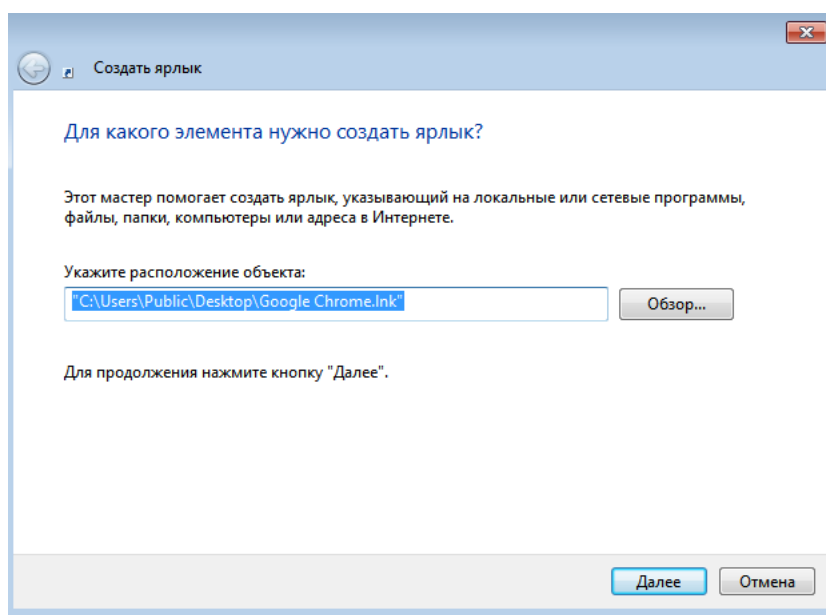 Создать ярлык
Для какого элемента нужно создать ярлык?
Этот мастер помогает создать ярлык, указывающий на локальные или сетевые программы,
файлы, папки, компьютеры или адреса в Интернете.
Укажите расположение объекта:
"C:\Users\Public\Desktop\Google Chrome.lnk"
Обзор...
Для продолжения нажмите кнопку "Далее".
Далее
Отмена